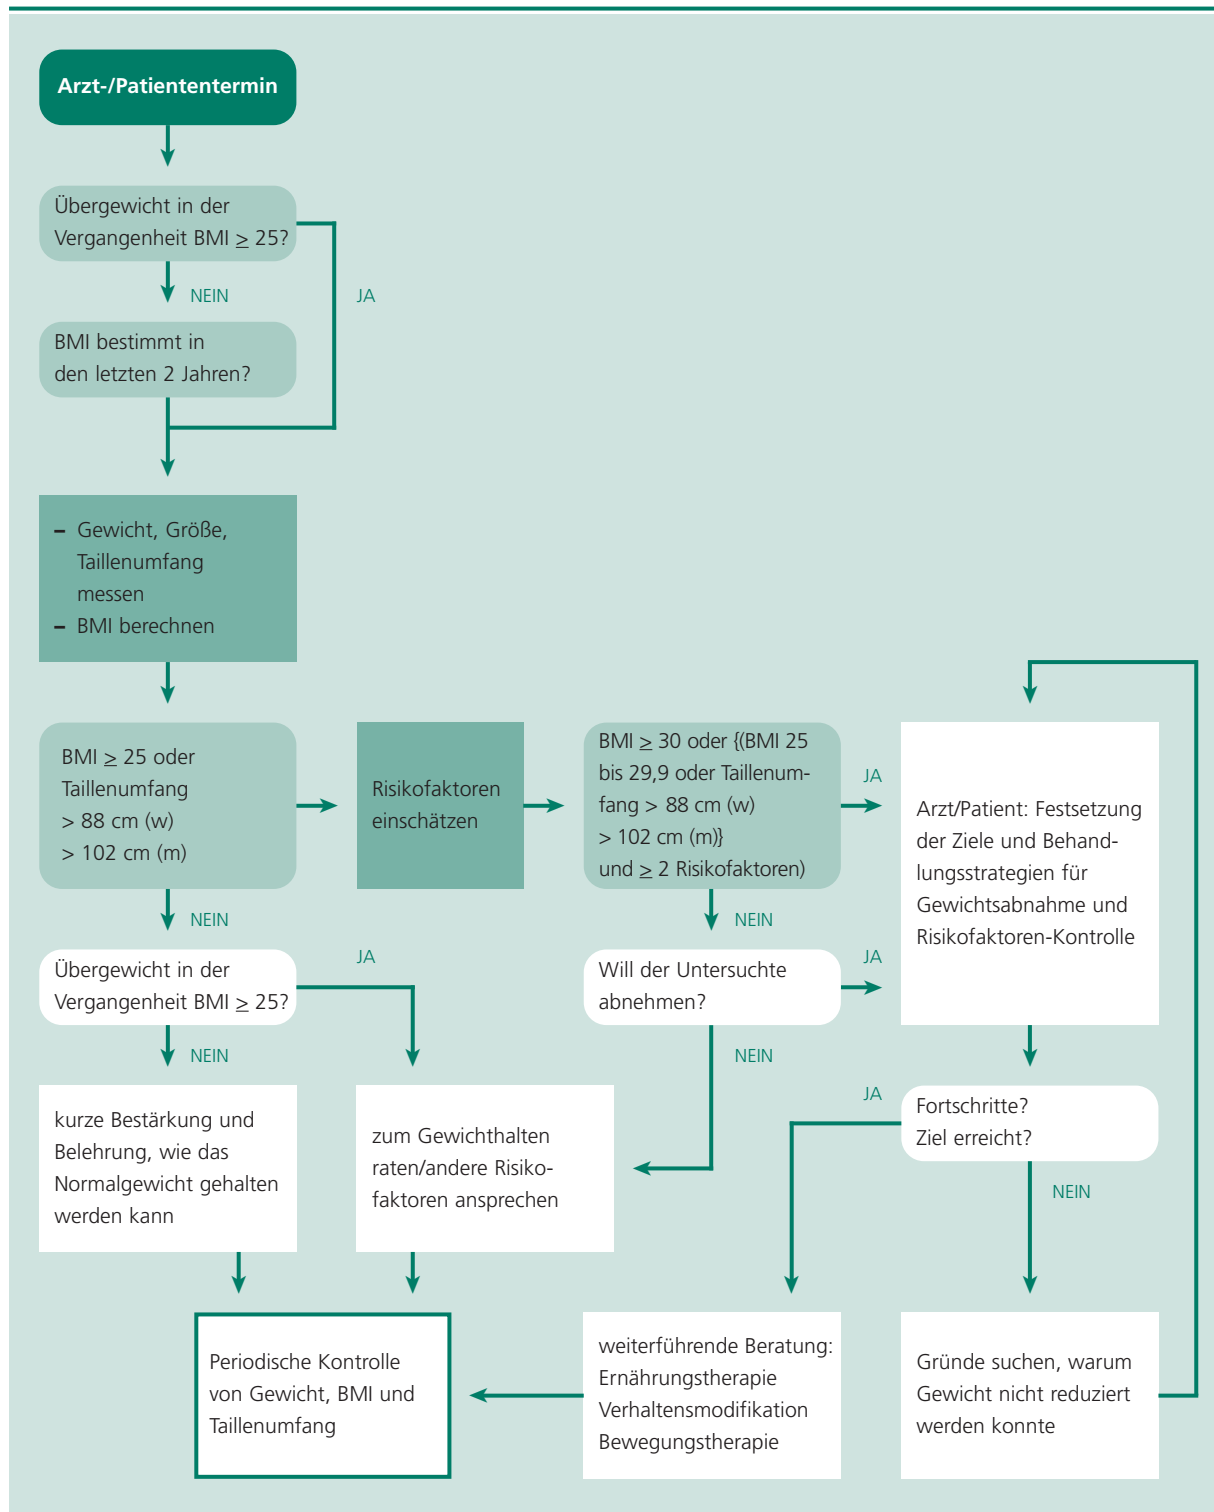 Arzt-/Patiententermin
Übergewicht in der
Vergangenheit BMI ≥ 25?
NEIN
JA
BMI bestimmt in
den letzten 2 Jahren?
– Gewicht, Größe,
Taillenumfang
messen
– BMI berechnen
BMI ≥ 25 oder
Taillenumfang
> 88 cm (w)
> 102 cm (m)
Risikofaktoren
einschätzen
BMI ≥ 30 oder {(BMI 25
bis 29,9 oder Taillenum-
fang > 88 cm (w)
> 102 cm (m)}
und ≥ 2 Risikofaktoren)
JA
Arzt/Patient: Festsetzung
der Ziele und Behand-
lungsstrategien für
Gewichtsabnahme und
Risikofaktoren-Kontrolle
NEIN
NEIN
Übergewicht in der
Vergangenheit BMI ≥ 25?
JA
Will der Untersuchte
abnehmen?
JA
NEIN
NEIN
kurze Bestärkung und
Belehrung, wie das
Normalgewicht gehalten
werden kann
zum Gewichthalten
raten/andere Risiko-
faktoren ansprechen
JA
Fortschritte?
Ziel erreicht?
NEIN
Periodische Kontrolle
von Gewicht, BMI und
Taillenumfang
weiterführende Beratung:
Ernährungstherapie
Verhaltensmodifikation
Bewegungstherapie
Gründe suchen, warum
Gewicht nicht reduziert
werden konnte